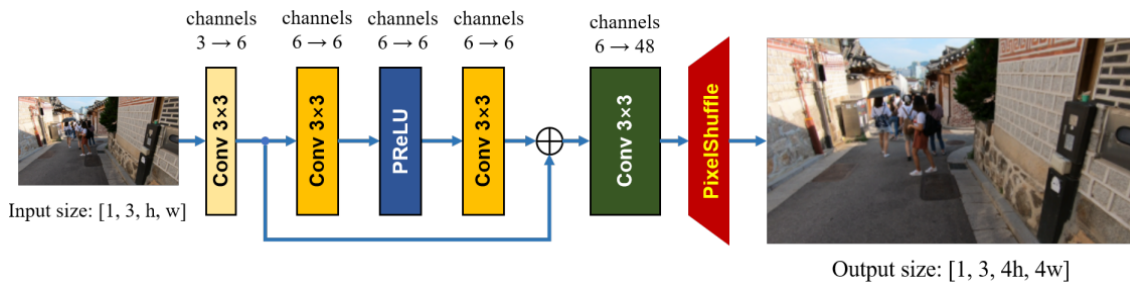 channels
3 → 6
channels
6 → 6
channels
6 → 6
channels
6 → 6
channels
6 → 48
Conv 3×3
Conv 3×3
PReLU
Conv 3×3
Conv 3×3
PixelShuffle
Input size: [1, 3, h, w]
Output size: [1, 3, 4h, 4w]